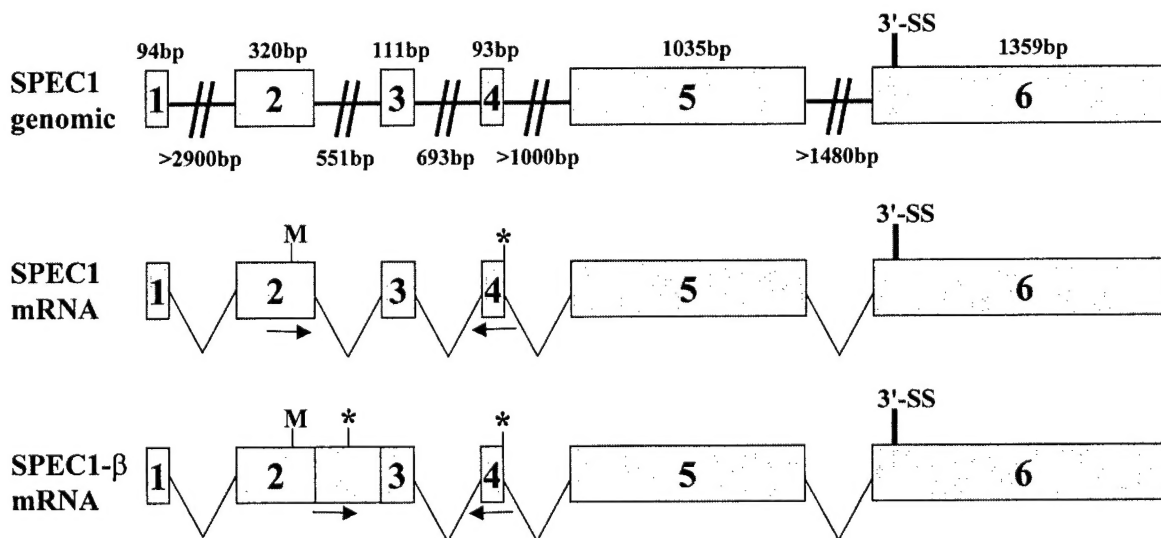 3'-SS
94bp 320bp 111bp 93bp 1035bp 1359bp
SPEC1 genomic
1 2 3 4 5 6
>2900bp 551bp 693bp >1000bp >1480bp
3'-SS
M *
SPEC1 mRNA
1 2 3 4 5 6
3'-SS
M * *
SPEC1-β mRNA
1 2 3 4 5 6